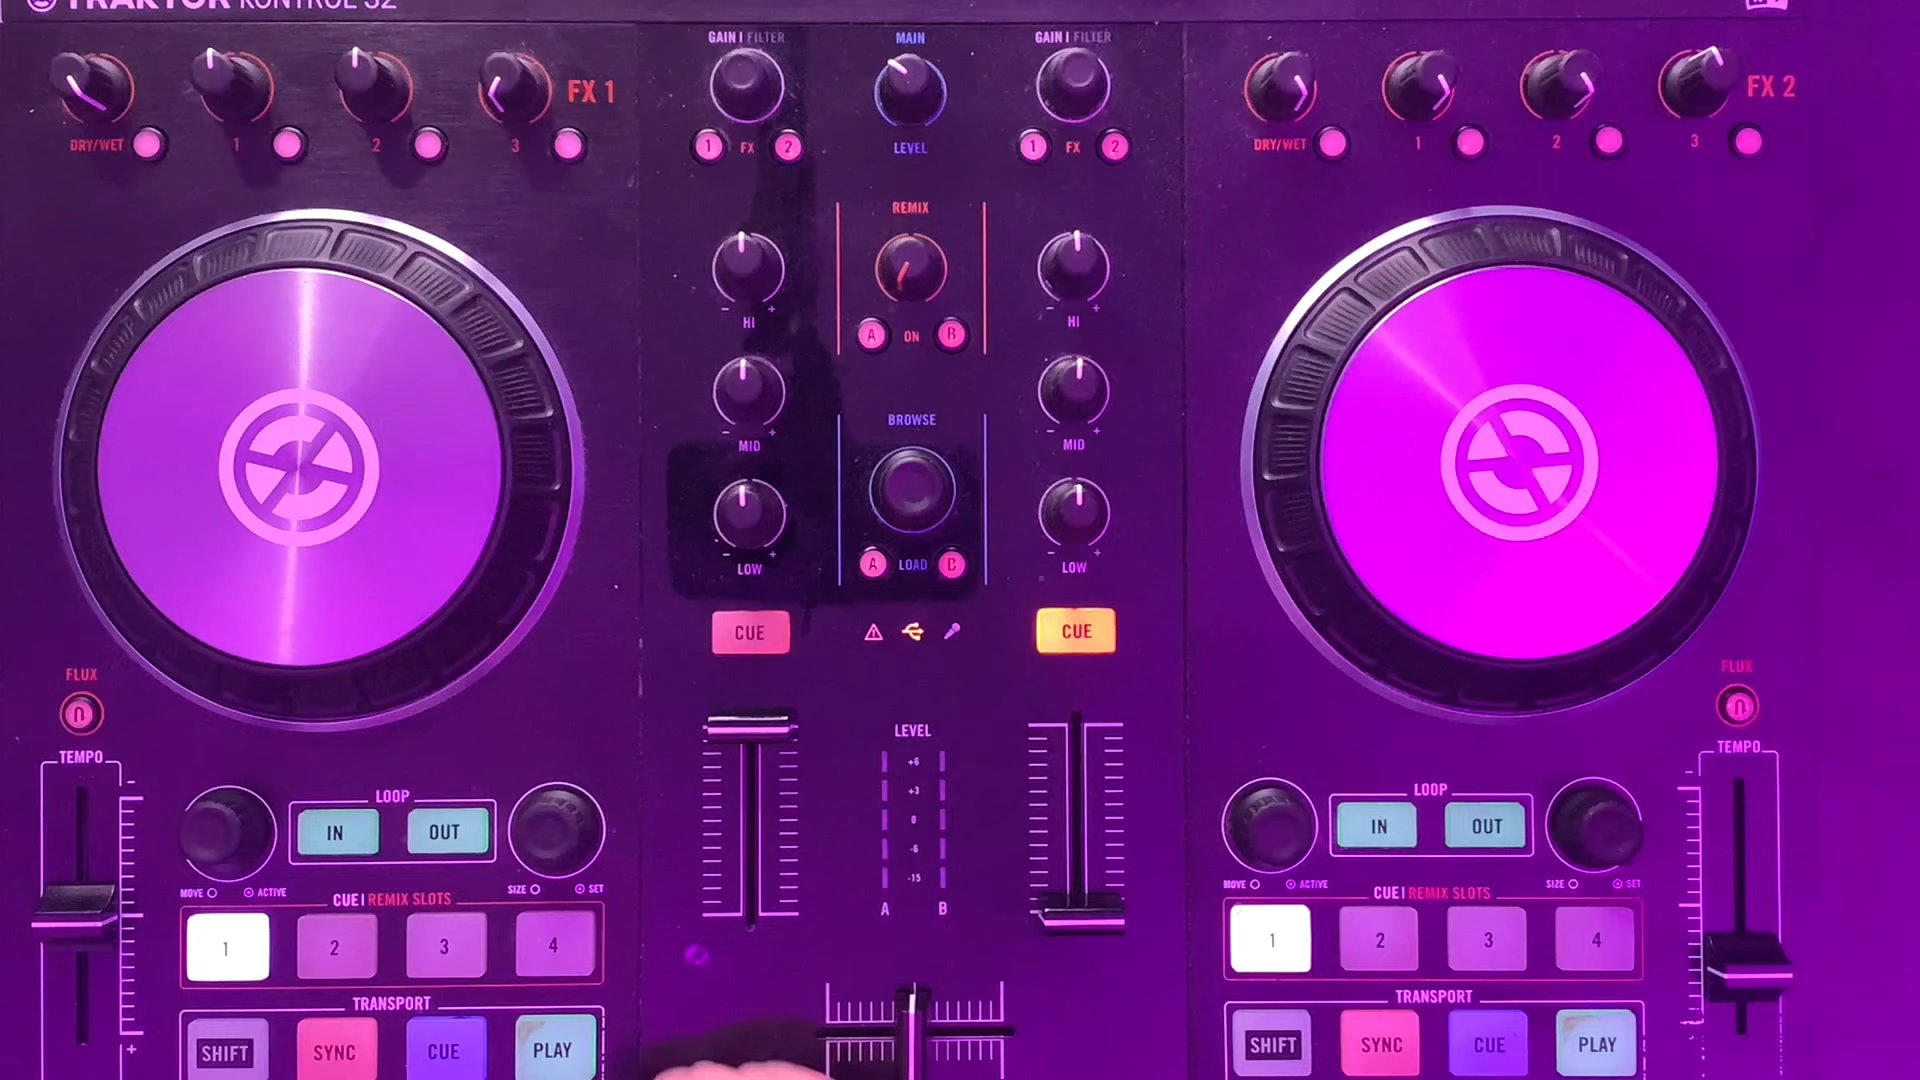 TRAKTOR KONTROL S2
GAIN | FILTER
MAIN
GAIN | FILTER
FX 1
FX 2
DRY/WET
1
2
3
1
FX
2
LEVEL
1
FX
2
DRY/WET
1
2
3
REMIX
HI
A
ON
B
HI
MID
BROWSE
MID
LOW
A
LOAD
B
LOW
CUE
CUE
FLUX
FLUX
TEMPO
LEVEL
TEMPO
+6
+3
0
-6
-15
A
B
LOOP
IN
OUT
MOVE
ACTIVE
SIZE
SET
LOOP
IN
OUT
MOVE
ACTIVE
SIZE
SET
CUE | REMIX SLOTS
1
2
3
4
CUE | REMIX SLOTS
1
2
3
4
TRANSPORT
SHIFT
SYNC
CUE
PLAY
TRANSPORT
SHIFT
SYNC
CUE
PLAY